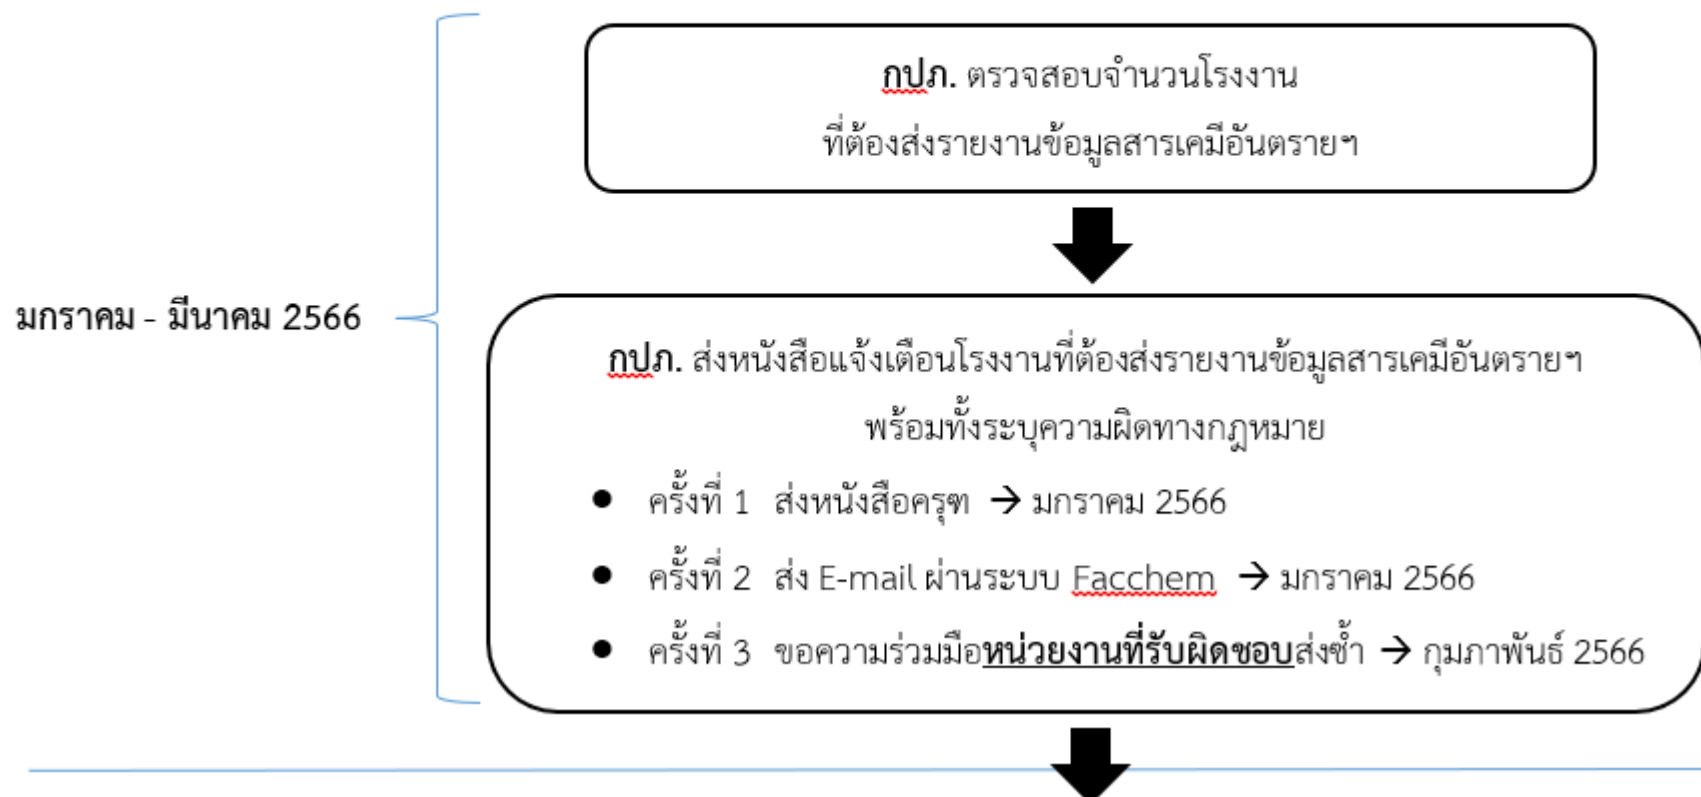 กปภ. ตรวจสอบจำนวนโรงงาน
ที่ต้องส่งรายงานข้อมูลสารเคมีอันตรายฯ
มกราคม - มีนาคม 2566
กปภ. ส่งหนังสือแจ้งเตือนโรงงานที่ต้องส่งรายงานข้อมูลสารเคมีอันตรายฯ
พร้อมทั้งระบุความผิดทางกฎหมาย
● ครั้งที่ 1 ส่งหนังสือครุฑ → มกราคม 2566
● ครั้งที่ 2 ส่ง E-mail ผ่านระบบ Facchem → มกราคม 2566
● ครั้งที่ 3 ขอความร่วมมือหน่วยงานที่รับผิดชอบส่งซ้ำ → กุมภาพันธ์ 2566